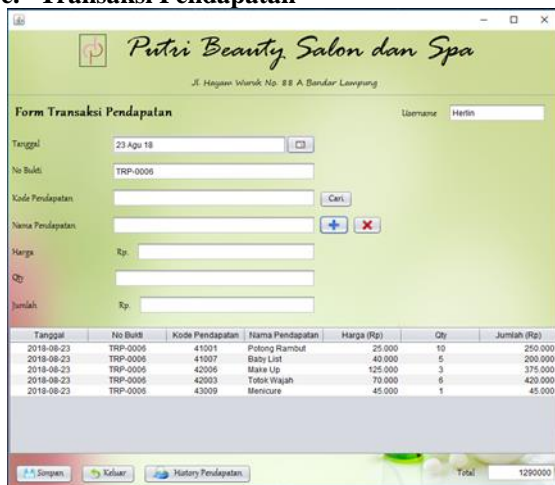 c. Transaksi Pendapatan
Putri Beauty Salon dan Spa
Jl. Hayam Wuruk No. 88 A Bandar Lampung
Form Transaksi Pendapatan
Username Herlin
Tanggal 23 Agu 18
No Bukti TRP-0006
Kode Pendapatan Cari
Nama Pendapatan
Harga Rp.
Qty
Jumlah Rp.
Tanggal No Bukti Kode Pendapatan Nama Pendapatan Harga (Rp) Qty Jumlah (Rp)
2018-08-23 TRP-0006 41001 Potong Rambut 25.000 10 250.000
2018-08-23 TRP-0006 41007 Baby List 40.000 5 200.000
2018-08-23 TRP-0006 42006 Make Up 125.000 3 375.000
2018-08-23 TRP-0006 42003 Totok Wajah 70.000 6 420.000
2018-08-23 TRP-0006 43009 Menicure 45.000 1 45.000
Simpan Keluar History Pendapatan Total 1290000